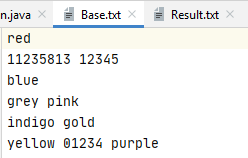 n.java Base.txt Result.txt
red
11235813 12345
blue
grey pink
indigo gold
yellow 01234 purple